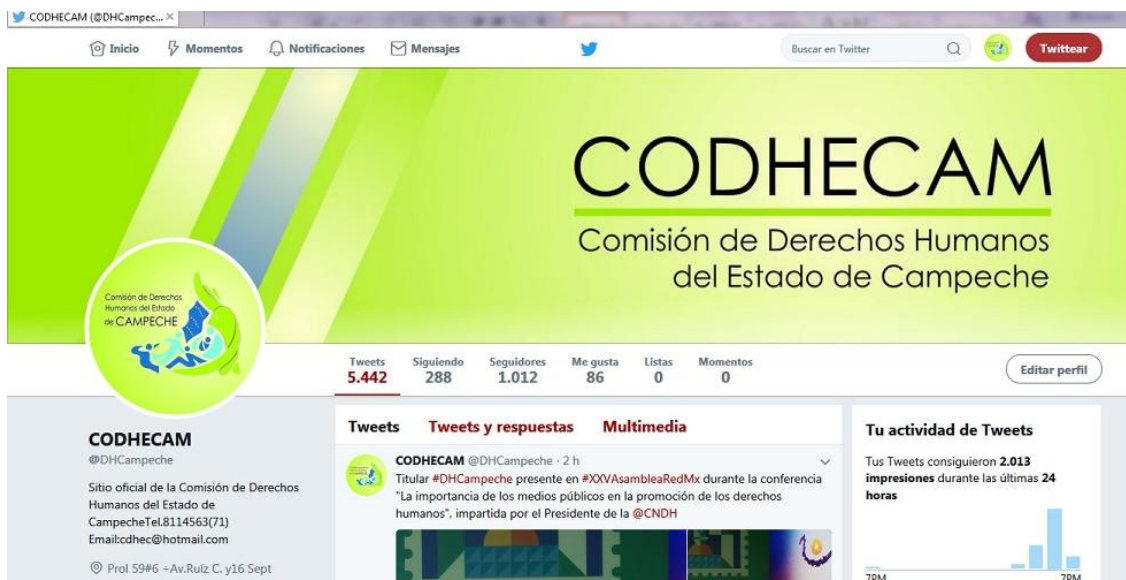 CODHECAM (@DHCampec... ×
Inicio Momentos Notificaciones Mensajes Buscar en Twitter Twittear
CODHECAM
Comisión de Derechos Humanos
del Estado de Campeche
Comisión de Derechos
Humanos del Estado
de CAMPECHE
Tweets Siguiendo Seguidores Me gusta Listas Momentos
5.442 288 1.012 86 0 0
Editar perfil
CODHECAM
@DHCampeche
Sitio oficial de la Comisión de Derechos
Humanos del Estado de
CampecheTel.8114563(71)
Email:cdhec@hotmail.com
Prol 59#6 +Av.Ruíz C. y16 Sept
Tweets Tweets y respuestas Multimedia
CODHECAM @DHCampeche · 2 h
Titular #DHCampeche presente en #XXVAsambleaRedMx durante la conferencia
"La importancia de los medios públicos en la promoción de los derechos
humanos", impartida por el Presidente de la @CNDH
Tu actividad de Tweets
Tus Tweets consiguieron 2.013
impresiones durante las últimas 24
horas
7PM 7PM